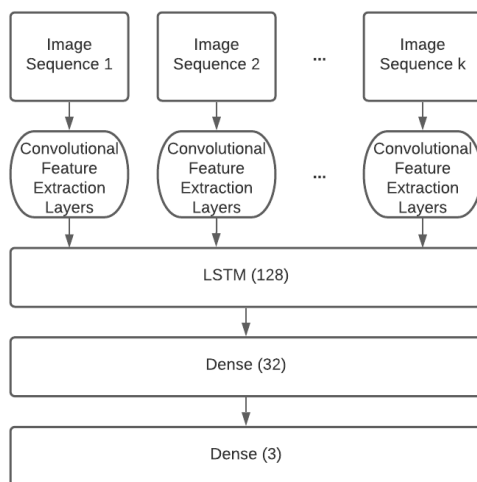 Image
Sequence 1
Image
Sequence 2
...
Image
Sequence k
Convolutional
Feature
Extraction
Layers
Convolutional
Feature
Extraction
Layers
...
Convolutional
Feature
Extraction
Layers
LSTM (128)
Dense (32)
Dense (3)